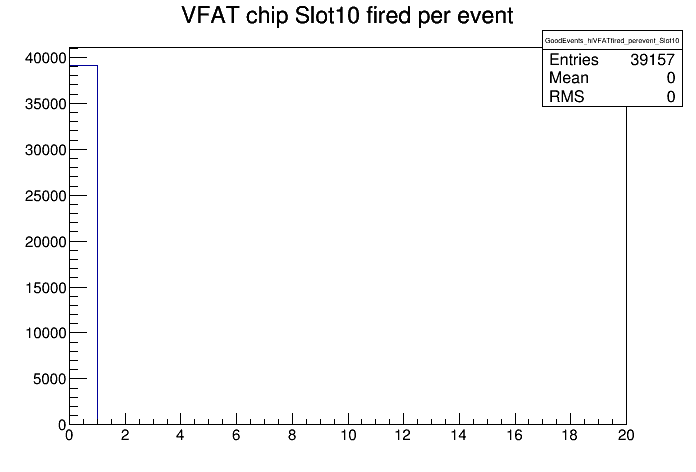 VFAT chip Slot10 fired per event
GoodEvents_hiVFATfired_perevent_Slot10
Entries 39157
Mean 0
RMS 0
40000
35000
30000
25000
20000
15000
10000
5000
0
0 2 4 6 8 10 12 14 16 18 20